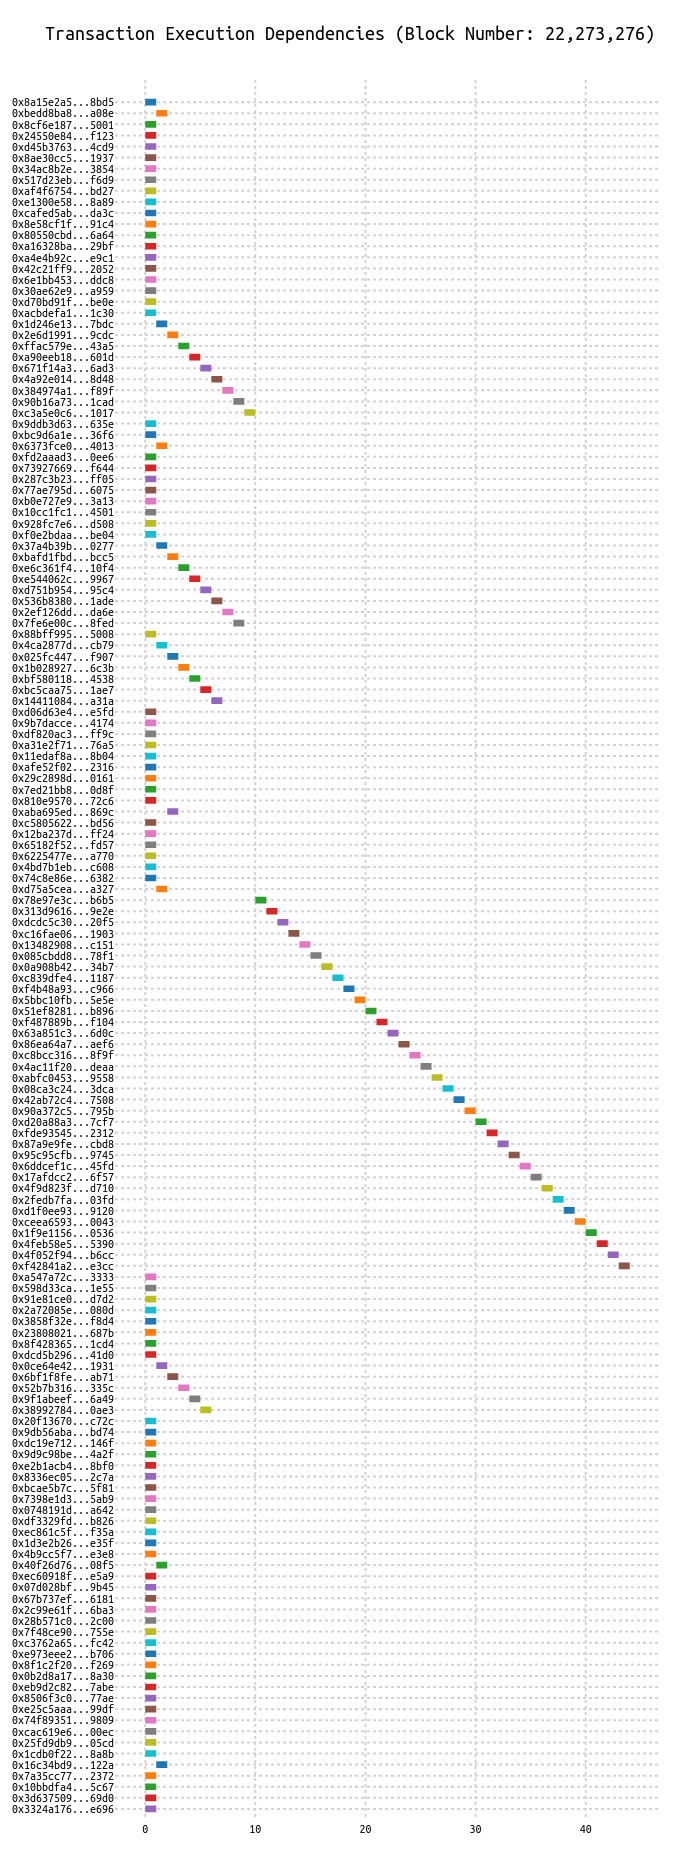 Transaction Execution Dependencies (Block Number: 22,273,276)
0x8a15e2a5...8bd5
0xbedd8ba8...a08e
0x8cf6e187...5001
0x24550e84...f123
0xd45b3763...4cd9
0x8ae30cc5...1937
0x34ac8b2e...3854
0x517d23eb...f6d9
0xaf4f6754...bd27
0xe1300e58...8a89
0xcafed5ab...da3c
0x8e58cf1f...91c4
0x80550cbd...6a64
0xa16328ba...29bf
0xa4e4b92c...e9c1
0x42c21ff9...2052
0x6e1bb453...ddc8
0x30ae62e9...a959
0xd70bd91f...be0e
0xacbdefa1...1c30
0x1d246e13...7bdc
0x2e6d1991...9cdc
0xffac579e...43a5
0xa90eeb18...601d
0x671f14a3...6ad3
0x4a92e014...8d48
0x384974a1...f89f
0x90b16a73...1cad
0xc3a5e0c6...1017
0x9ddb3d63...635e
0xbc9d6a1e...36f6
0x6373fce0...4013
0xfd2aaad3...0ee6
0x73927669...f644
0x287c3b23...ff05
0x77ae795d...6075
0xb0e727e9...3a13
0x10cc1fc1...4501
0x928fc7e6...d508
0xf0e2bdaa...be04
0x37a4b39b...0277
0xbafd1fbd...bcc5
0xe6c361f4...10f4
0xe544062c...9967
0xd751b954...95c4
0x536b8380...1ade
0x2ef126dd...da6e
0x7fe6e00c...8fed
0x88bff995...5008
0x4ca2877d...cb79
0x025fc447...f907
0x1b028927...6c3b
0xbf580118...4538
0xbc5caa75...1ae7
0x14411084...a31a
0xd06d63e4...e5fd
0x9b7dacce...4174
0xdf820ac3...ff9c
0xa31e2f71...76a5
0x11edaf8a...8b04
0xafe52f02...2316
0x29c2898d...0161
0x7ed21bb8...0d8f
0x810e9570...72c6
0xaba695ed...869c
0xc5805622...bd56
0x12ba237d...ff24
0x65182f52...fd57
0x6225477e...a770
0x4bd7b1eb...c608
0x74c8e86e...6382
0xd75a5cea...a327
0x78e97e3c...b6b5
0x313d9616...9e2e
0xdcdc5c30...20f5
0xc16fae06...1903
0x13482908...c151
0x085cbdd8...78f1
0x0a908b42...34b7
0xc839dfe4...1187
0xf4b48a93...c966
0x5bbc10fb...5e5e
0x51ef8281...b896
0xf487889b...f104
0x63a851c3...6d0c
0x86ea64a7...aef6
0xc8bcc316...8f9f
0x4ac11f20...deaa
0xabfc0453...9558
0x08ca3c24...3dca
0x42ab72c4...7508
0x90a372c5...795b
0xd20a88a3...7cf7
0xfde93545...2312
0x87a9e9fe...cbd8
0x95c95cfb...9745
0x6ddcef1c...45fd
0x17afdcc2...6f57
0x4f9d823f...d710
0x2fedb7fa...03fd
0xd1f0ee93...9120
0xceea6593...0043
0x1f9e1156...0536
0x4feb58e5...5390
0x4f052f94...b6cc
0xf42841a2...e3cc
0xa547a72c...3333
0x598d33ca...1e55
0x91e81ce0...d7d2
0x2a72085e...080d
0x3858f32e...f8d4
0x23808021...687b
0x8f428365...1cd4
0xdcd5b296...41d0
0x0ce64e42...1931
0x6bf1f8fe...ab71
0x52b7b316...335c
0x9f1abeef...6a49
0x38992784...0ae3
0x20f13670...c72c
0x9db56aba...bd74
0xdc19e712...146f
0x9d9c98be...4a2f
0xe2b1acb4...8bf0
0x8336ec05...2c7a
0xbcae5b7c...5f81
0x7398e1d3...5ab9
0x0748191d...a642
0xdf3329fd...b826
0xec861c5f...f35a
0x1d3e2b26...e35f
0x4b9cc5f7...e3e8
0x40f26d76...08f5
0xec60918f...e5a9
0x07d028bf...9b45
0x67b737ef...6181
0x2c99e61f...6ba3
0x28b571c0...2c00
0x7f48ce90...755e
0xc3762a65...fc42
0xe973eee2...b706
0x8f1c2f20...f269
0x0b2d8a17...8a30
0xeb9d2c82...7abe
0x8506f3c0...77ae
0xe25c5aaa...99df
0x74f89351...9809
0xcac619e6...00ec
0x25fd9db9...05cd
0x1cdb0f22...8a8b
0x16c34bd9...122a
0x7a35cc77...2372
0x10bbdfa4...5c67
0x3d637509...69d0
0x3324a176...e696
0 10 20 30 40